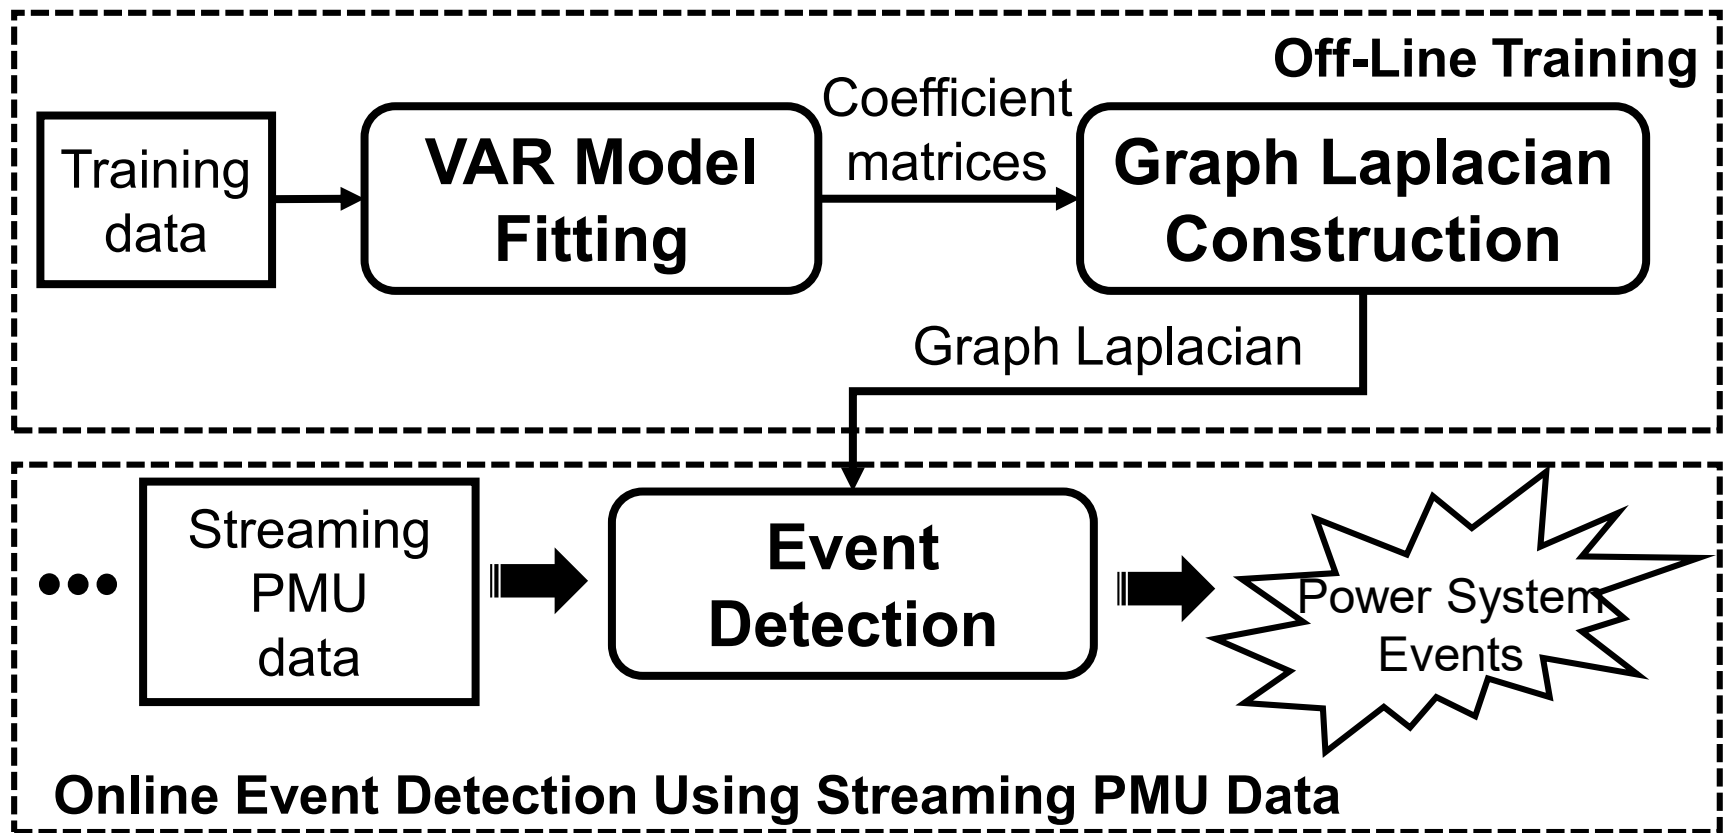 Off-Line Training
Training
data
VAR Model
Fitting
Coefficient
matrices
Graph Laplacian
Construction
Graph Laplacian
Streaming
PMU
data
Event
Detection
Power System
Events
Online Event Detection Using Streaming PMU Data